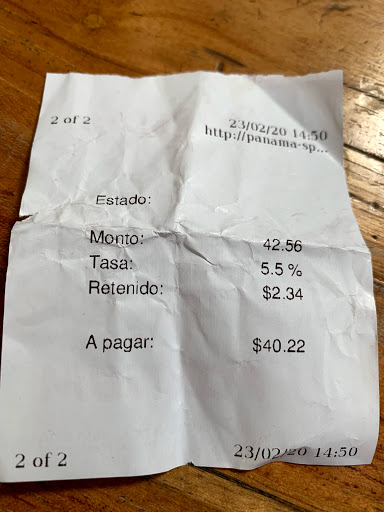 2 of 2
23/02/20 14:50
http://panama-sp...
Estado:
Monto: 42.56
Tasa: 5.5 %
Retenido: $2.34
A pagar: $40.22
2 of 2
23/02/20 14:50